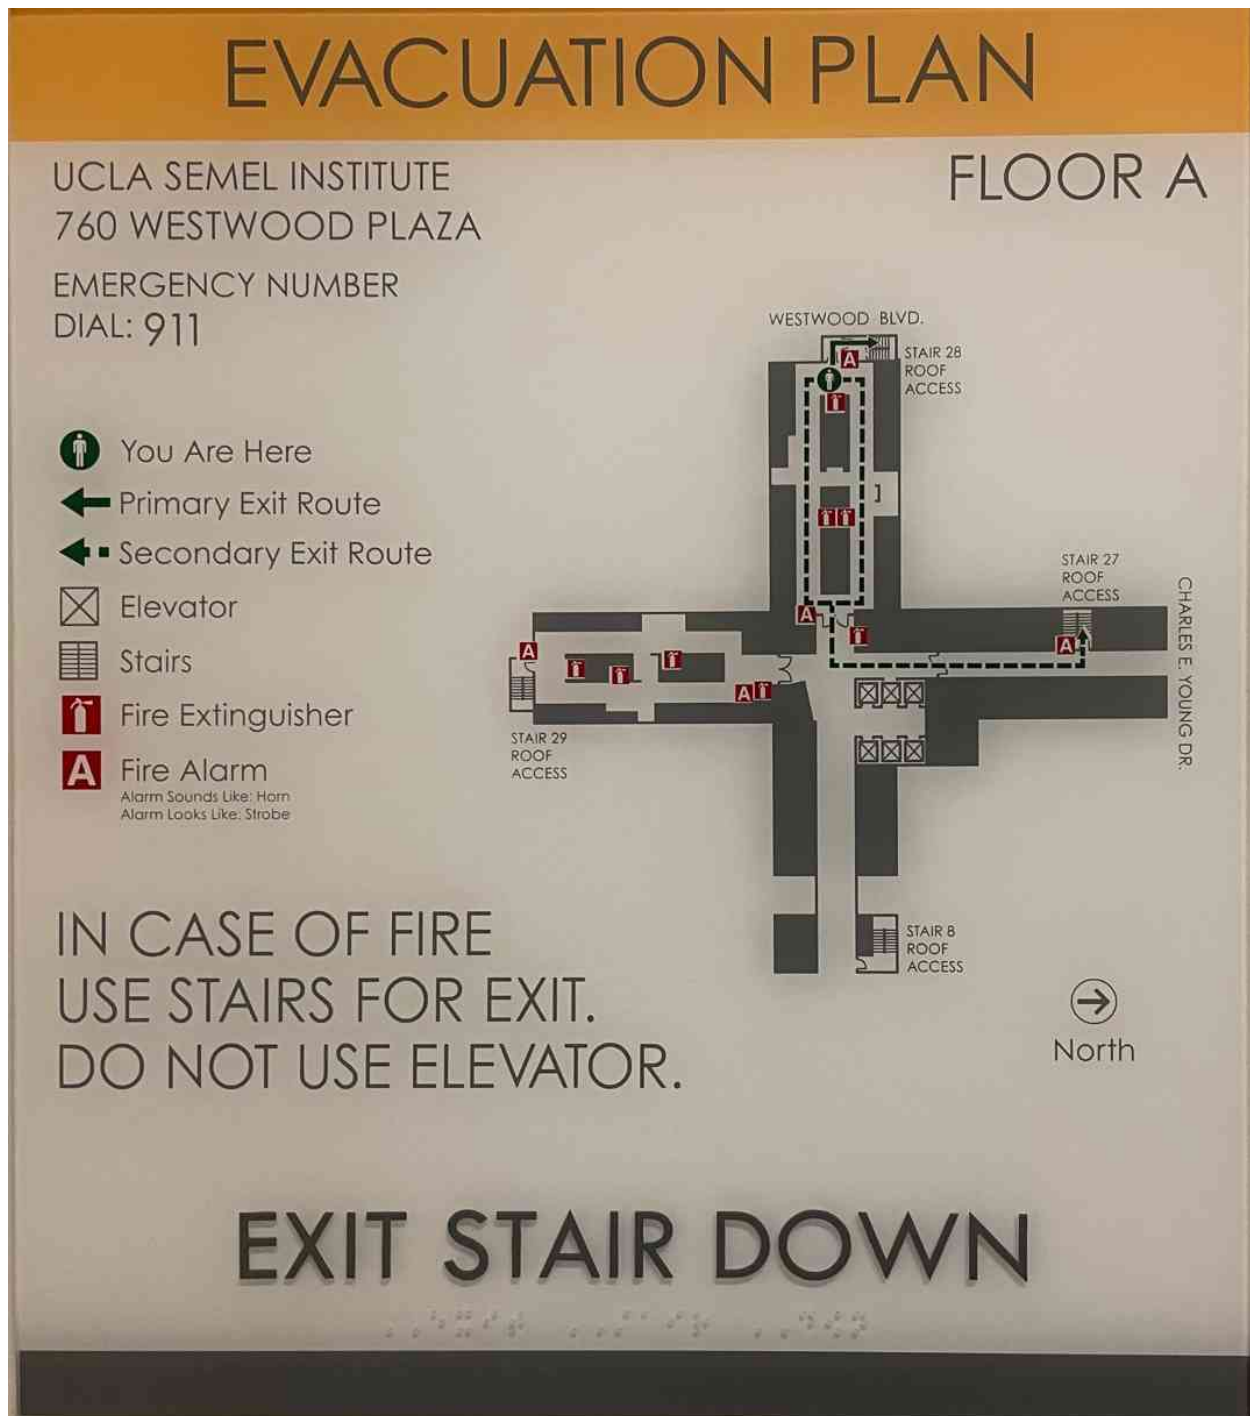 EVACUATION PLAN
UCLA SEMEL INSTITUTE
760 WESTWOOD PLAZA
FLOOR A
EMERGENCY NUMBER
DIAL: 911
WESTWOOD BLVD.
STAIR 28
ROOF
ACCESS
A
You Are Here
Primary Exit Route
Secondary Exit Route
Elevator
Stairs
Fire Extinguisher
A Fire Alarm
Alarm Sounds Like: Horn
Alarm Looks Like: Strobe
STAIR 27
ROOF
ACCESS
CHARLES E. YOUNG DR.
A
A
A
A
STAIR 29
ROOF
ACCESS
STAIR 8
ROOF
ACCESS
North
IN CASE OF FIRE
USE STAIRS FOR EXIT.
DO NOT USE ELEVATOR.
EXIT STAIR DOWN